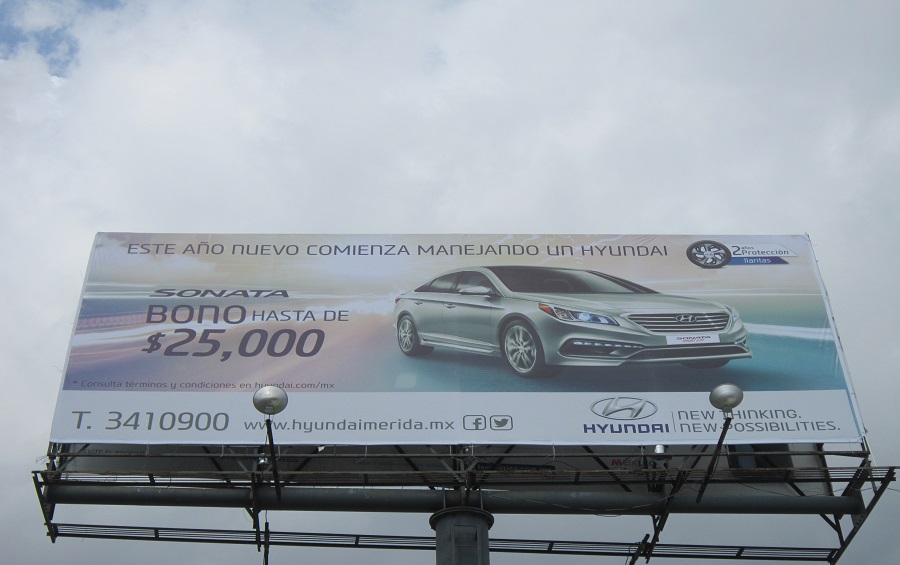 ESTE AÑO NUEVO COMIENZA MANEJANDO UN HYUNDAI
2 años
Protección
llantas
SONATA
BONO HASTA DE
$25,000
SONATA
* Consulta términos y condiciones en hyundai.com/mx
T. 3410900
www.hyundaimerida.mx
HYUNDAI
NEW THINKING.
NEW POSSIBILITIES.